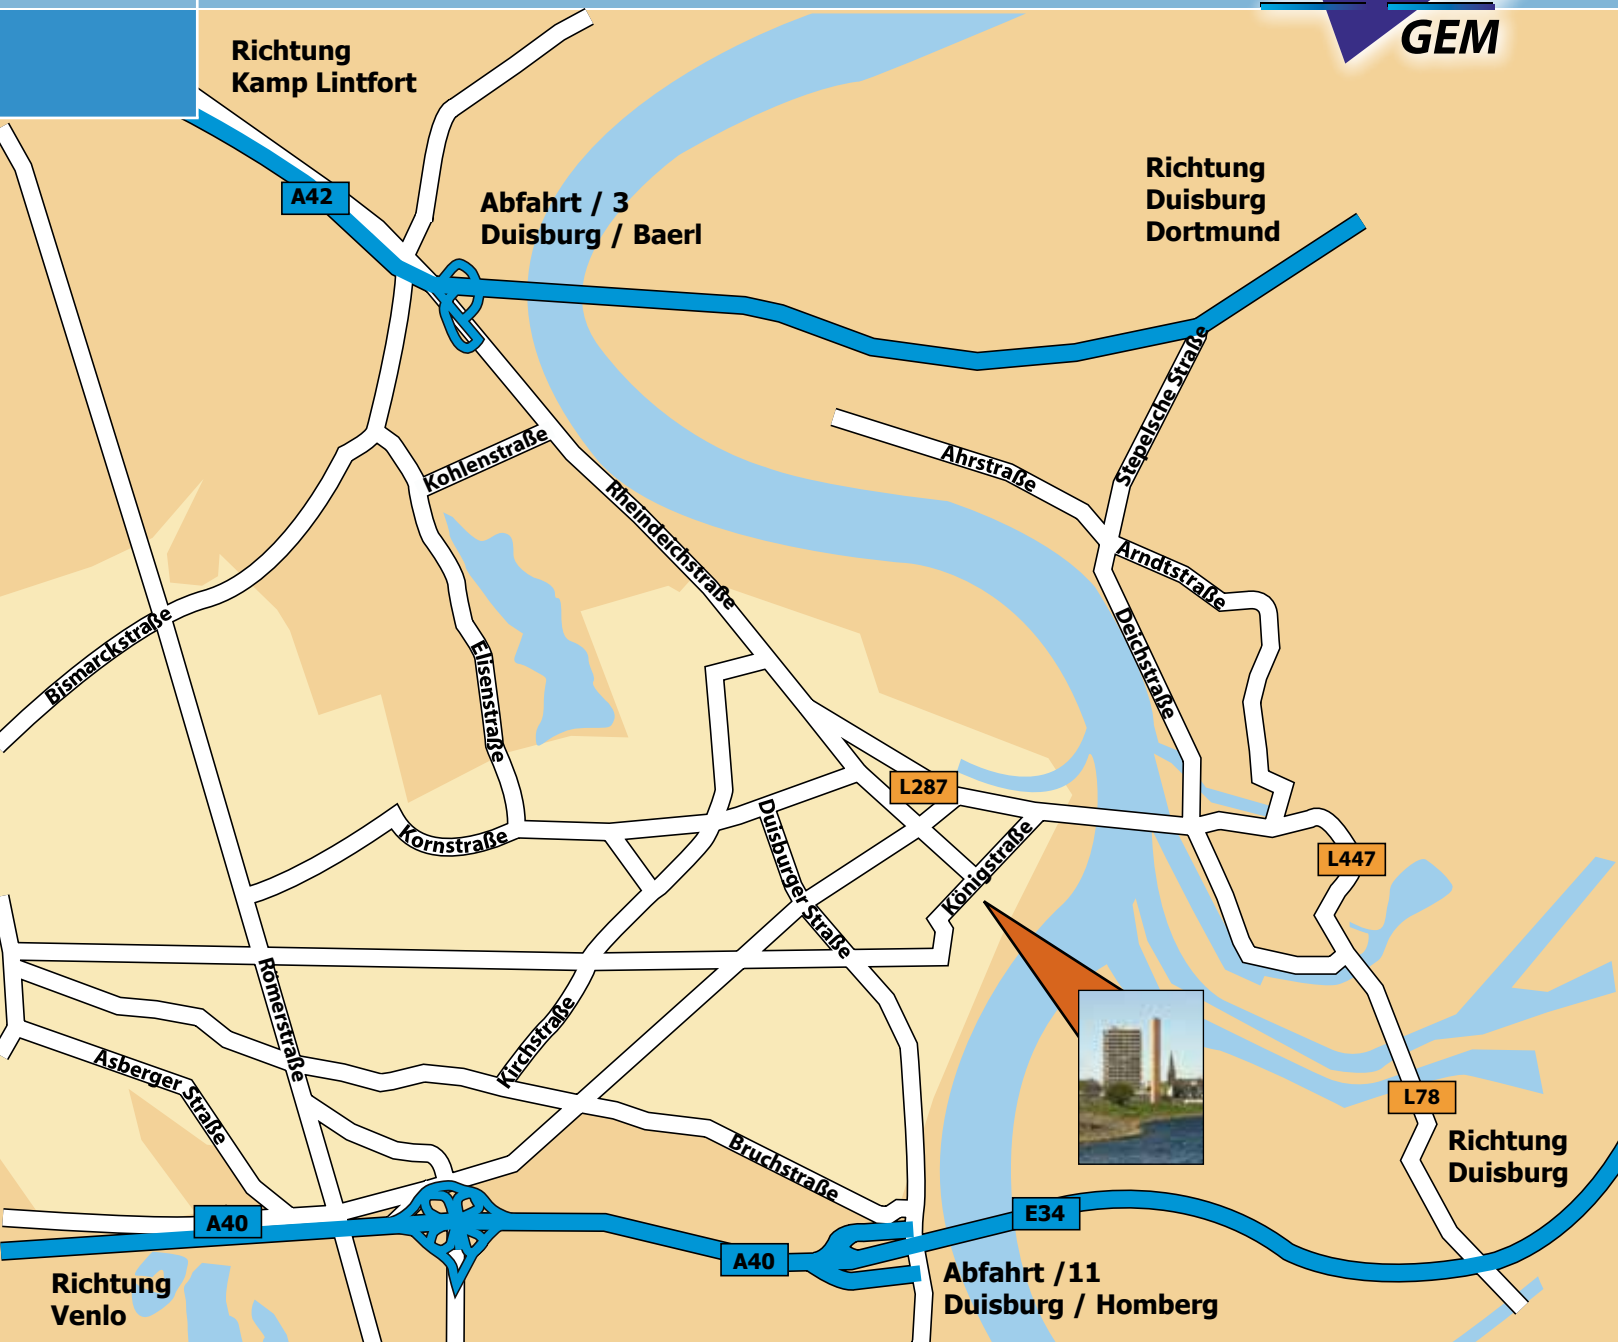 GEM
Richtung
Kamp Lintfort
Richtung
Duisburg
Dortmund
A42
Abfahrt / 3
Duisburg / Baerl
Stepelsche Straße
Kohlenstraße
Ahrstraße
Rheindeichstraße
Arndtstraße
Bismarckstraße
Elisenstraße
Deichstraße
L287
Kornstraße
Duisburger Straße
Königstraße
L447
Römerstraße
Kirchstraße
Asberger Straße
L78
Bruchstraße
Richtung
Duisburg
A40
E34
A40
Richtung
Venlo
Abfahrt /11
Duisburg / Homberg